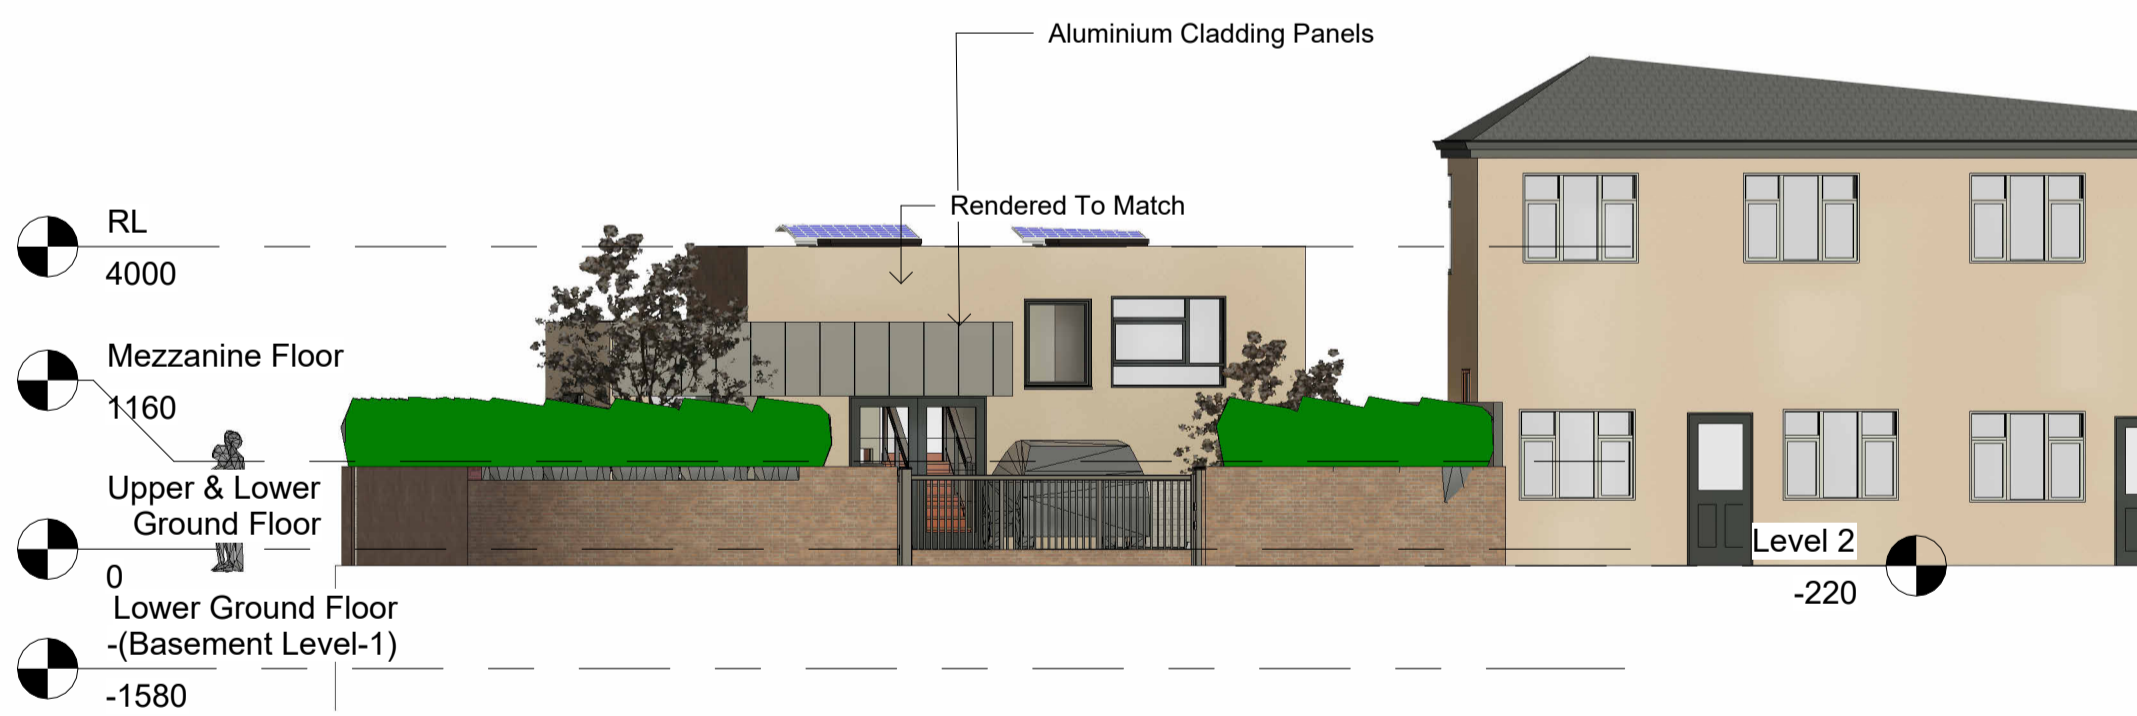 Aluminium Cladding Panels
Rendered To Match
RL
4000
Mezzanine Floor
1160
Upper & Lower
Ground Floor
0
Lower Ground Floor
-(Basement Level-1)
-1580
Level 2
-220